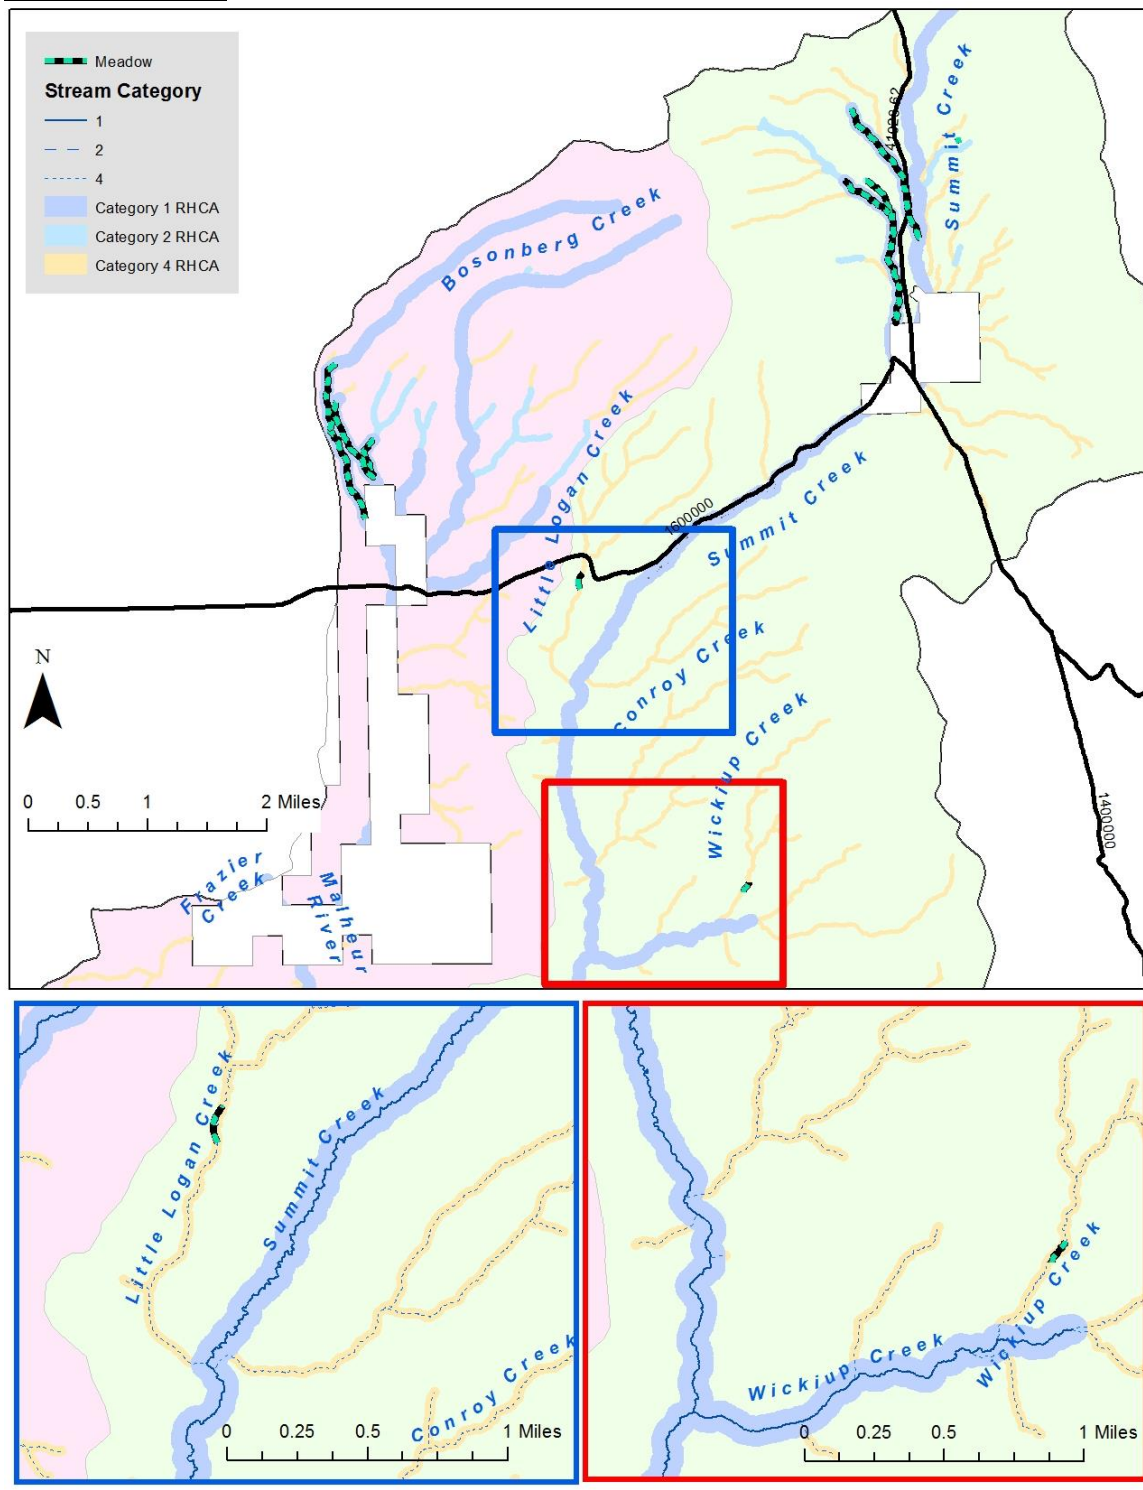 Meadow
Stream Category
1
2
4
Category 1 RHCA
Category 2 RHCA
Category 4 RHCA
Summit Creek
Bosonberg Creek
Little Logan Creek
1600000
Summit Creek
Conroy Creek
Wickiup Creek
1400000
N
0 0.5 1 2 Miles
Frazier
Creek
Malheur
River
Little Logan Creek
Summit Creek
Conroy Creek
0 0.25 0.5 1 Miles
Wickiup Creek
Wickiup Creek
0 0.25 0.5 1 Miles